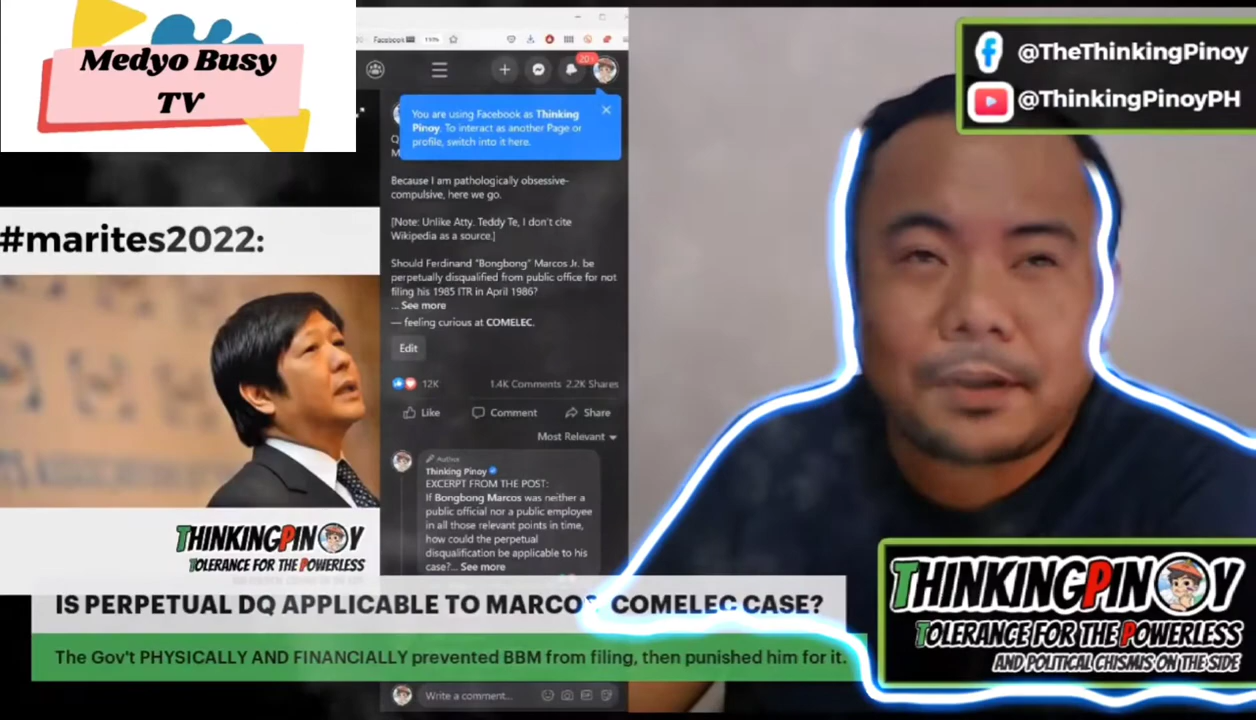 Medyo Busy
TV
#marites2022:
THINKINGPINOY
TOLERANCE FOR THE POWERLESS
Facebook
You are using Facebook as Thinking
Pinoy. To interact as another Page or
profile, switch into it here.
Because I am pathologically obsessive-
compulsive, here we go.
[Note: Unlike Atty. Teddy Te, I don't cite
Wikipedia as a source.]
Should Ferdinand "Bongbong" Marcos Jr. be
perpetually disqualified from public office for not
filing his 1985 ITR in April 1986?
... See more
— feeling curious at COMELEC.
Edit
12K 1.4K Comments 2.2K Shares
Like Comment Share
Most Relevant
Author
Thinking Pinoy
EXCERPT FROM THE POST:
If Bongbong Marcos was neither a
public official nor a public employee
in all those relevant points in time,
how could the perpetual
disqualification be applicable to his
case?... See more
Write a comment...
@TheThinkingPinoy
@ThinkingPinoyPH
IS PERPETUAL DQ APPLICABLE TO MARCOS' COMELEC CASE?
The Gov't PHYSICALLY AND FINANCIALLY prevented BBM from filing, then punished him for it.
THINKINGPINOY
TOLERANCE FOR THE POWERLESS
AND POLITICAL CHISMIS ON THE SIDE